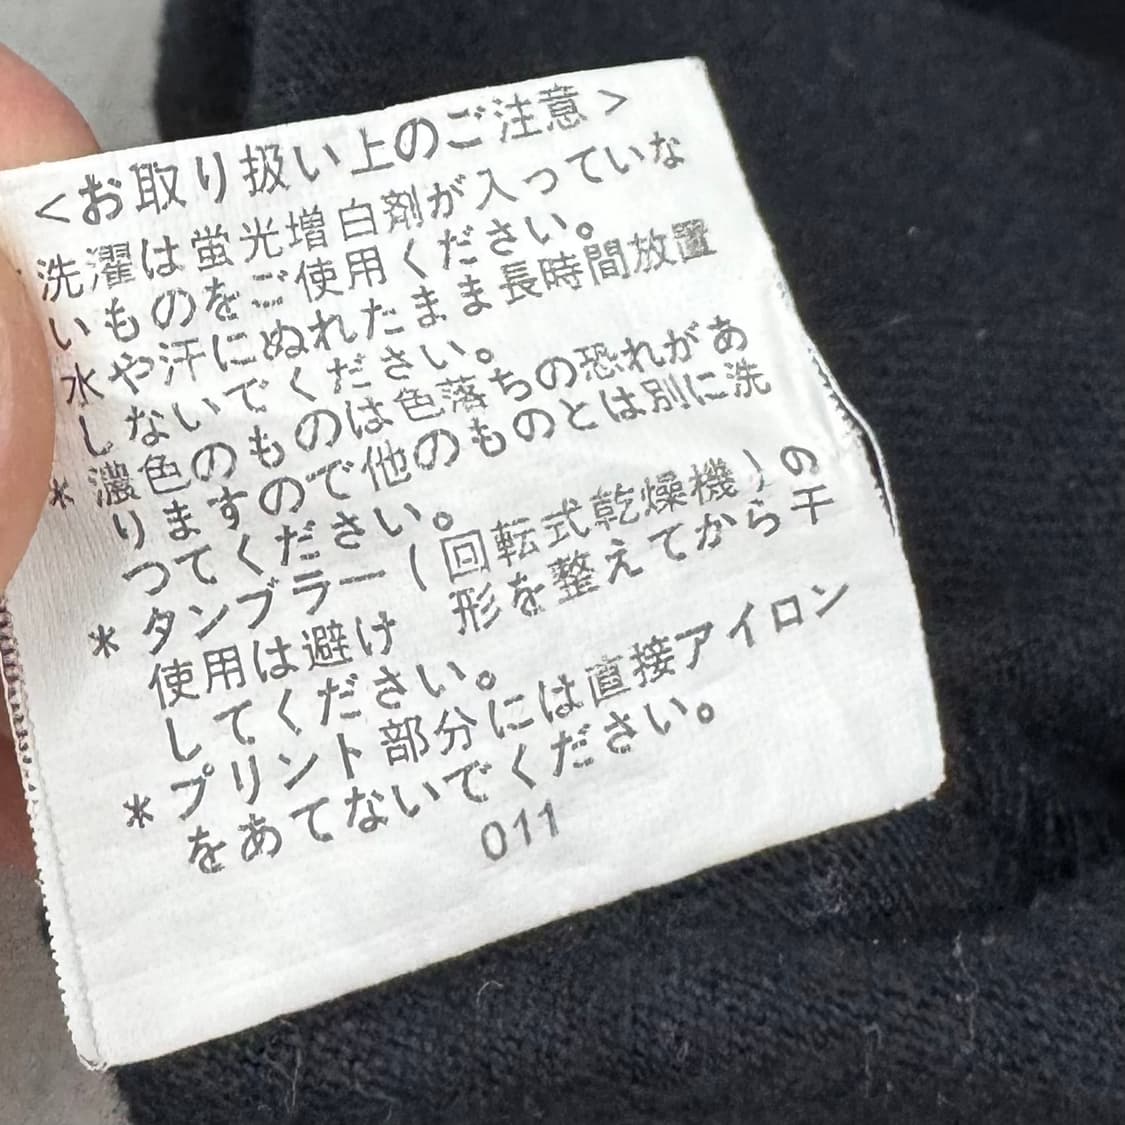 <お取り扱い上のご注意>
洗濯は蛍光増白剤が入っていな
いものをご使用ください。
水や汗にぬれたまま長時間放置
しないでください。
* 濃色のものは色落ちの恐れがあ
りますので他のものとは別に洗
つてください。
* タンブラー(回転式乾燥機)の
使用は避け 形を整えてから干
してください。
* プリント部分には直接アイロン
をあてないでください。
011